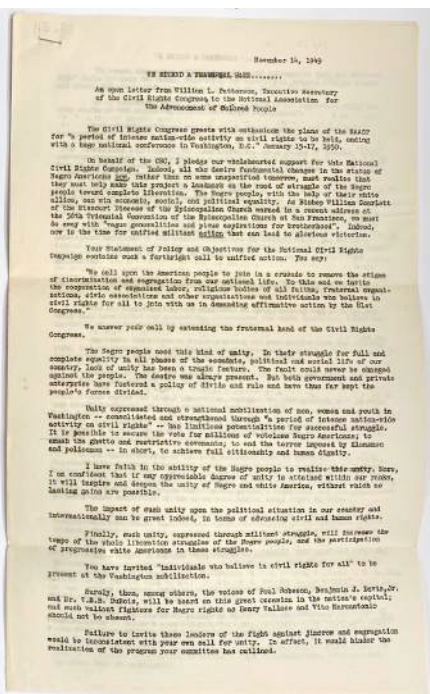 November 14, 1949
An open letter from William L. Patterson, Executive Secretary
of the Civil Rights Congress, to the National Association for
the Advancement of Colored People
The Civil Rights Congress greets with enthusiasm the plans of the NAACP
for "a period of intense nation-wide activity on civil rights to be held, ending
with a huge national conference in Washington, D.C." January 15-17, 1950.
On behalf of the CRC, I pledge our wholehearted support for this National
Civil Rights Campaign. Indeed, all who desire fundamental changes in the status of
Negro Americans now, rather than on some unspecified tomorrow, must realize that
they must help make this project a landmark on the road of struggle of the Negro
people toward complete liberation. The Negro people, with the help of their white
allies, can win economic, social, and political equality. As Bishop William Scarlett
of the Missouri Diocese of the Episcopalian Church warned in a recent address at
the 56th Triennial Convention of the Episcopalian Church at San Francisco, we must
do away with "vague generalities and pious aspirations for brotherhood". Indeed,
now is the time for unified militant action that can lead to glorious victories.
Your Statement of Policy and Objectives for the National Civil Rights
Campaign contains such a forthright call to unified action. You say:
"We call upon the American people to join in a crusade to remove the stigma
of discrimination and segregation from our national life. To this end we invite
the cooperation of organized labor, religious bodies of all faiths, fraternal organi-
zations, civic associations and other organizations and individuals who believe in
civil rights for all to join with us in demanding affirmative action by the 81st
Congress."
We answer your call by extending the fraternal hand of the Civil Rights
Congress.
The Negro people need this kind of unity. In their struggle for full and
complete equality in all phases of the economic, political and social life of our
country, lack of unity has been a tragic feature. The fault could never be charged
against the people. The desire was always present. But both government and private
enterprise have fostered a policy of divide and rule and have thus far kept the
people's forces divided.
Unity expressed through a national mobilization of men, women and youth in
Washington -- consolidated and strengthened through "a period of intense nation-wide
activity on civil rights" -- has limitless potentialities for successful struggle.
It is possible to secure the vote for millions of voteless Negro Americans; to
smash the ghetto and restrictive covenants; to end the terror imposed by Klansmen
and policemen -- in short, to achieve full citizenship and human dignity.
I have faith in the ability of the Negro people to realize this unity. More,
I am confident that if any appreciable degree of unity is attained within our ranks,
it will inspire and deepen the unity of Negro and white America, without which no
lasting gains are possible.
The impact of such unity upon the political situation in our country and
internationally can be great indeed, in terms of advancing civil and human rights.
Finally, such unity, expressed through militant struggle, will increase the
tempo of the whole liberation struggles of the Negro people, and the participation
of progressive white Americans in these struggles.
You have invited "individuals who believe in civil rights for all" to be
present at the Washington mobilization.
Surely, then, among others, the voices of Paul Robeson, Benjamin J. Davis, Jr.
and Dr. W.E.B. DuBois, will be heard on this great occasion in the nation's capital;
and such valiant fighters for Negro rights as Henry Wallace and Vito Marcantonio
should not be absent.
Failure to invite these leaders of the fight against jimcrow and segregation
would be inconsistent with your own call for unity. In effect, it would hinder the
realization of the program your committee has outlined.